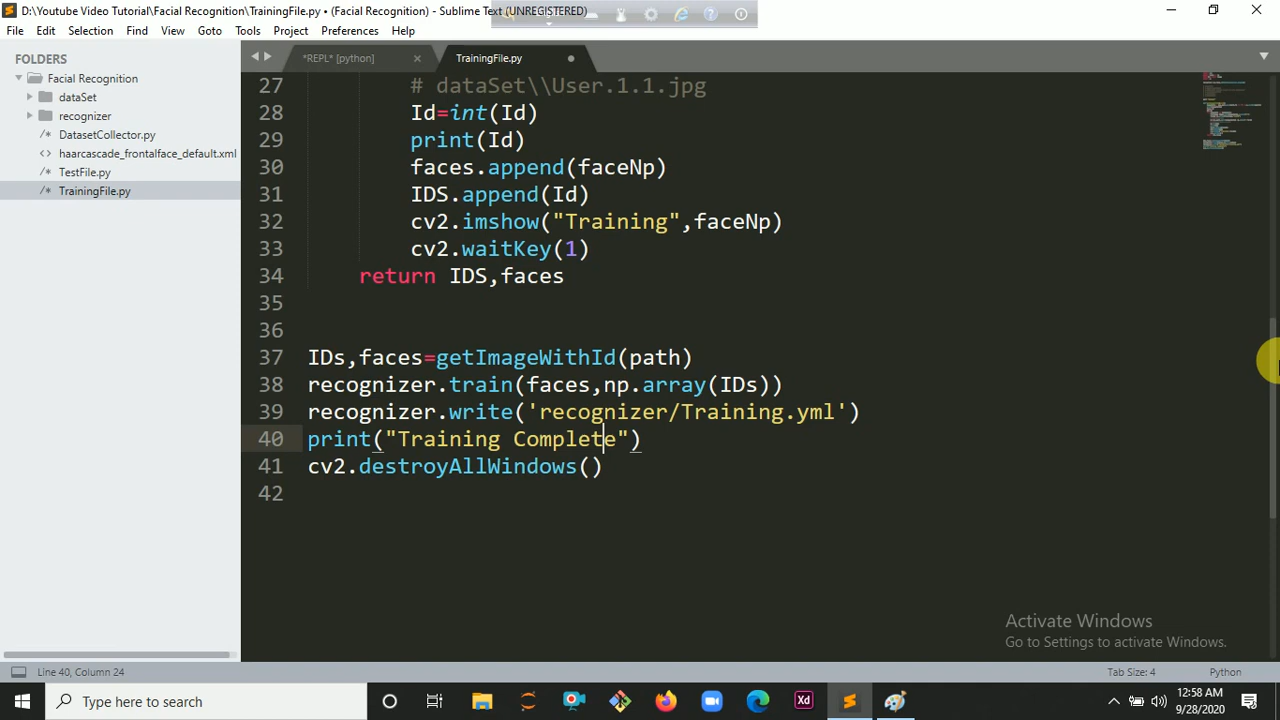 D:\Youtube Video Tutorial\Facial Recognition\TrainingFile.py • (Facial Recognition) - Sublime Text (UNREGISTERED)
File Edit Selection Find View Goto Tools Project Preferences Help
FOLDERS
Facial Recognition
dataSet
recognizer
DatasetCollector.py
haarcascade_frontalface_default.xml
TestFile.py
TrainingFile.py
*REPL* [python] TrainingFile.py
27 # dataSet\\User.1.1.jpg
28 Id=int(Id)
29 print(Id)
30 faces.append(faceNp)
31 IDS.append(Id)
32 cv2.imshow("Training",faceNp)
33 cv2.waitKey(1)
34 return IDS,faces
35
36
37 IDs,faces=getImageWithId(path)
38 recognizer.train(faces,np.array(IDs))
39 recognizer.write('recognizer/Training.yml')
40 print("Training Complete")
41 cv2.destroyAllWindows()
42
Activate Windows
Go to Settings to activate Windows.
Line 40, Column 24 Tab Size: 4 Python
Type here to search Xd 12:58 AM
9/28/2020